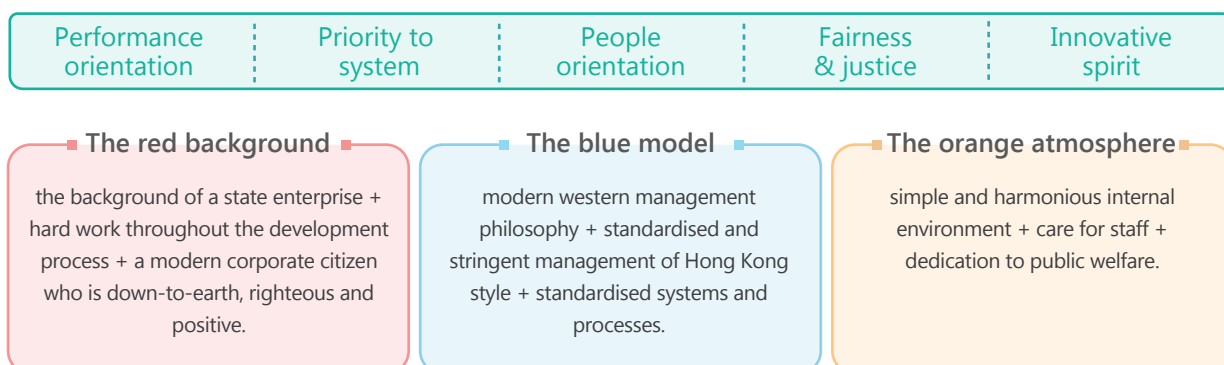 Performance
orientation
Priority to
system
People
orientation
Fairness
& justice
Innovative
spirit
The red background
the background of a state enterprise +
hard work throughout the development
process + a modern corporate citizen
who is down-to-earth, righteous and
positive.
The blue model
modern western management
philosophy + standardised and
stringent management of Hong Kong
style + standardised systems and
processes.
The orange atmosphere
simple and harmonious internal
environment + care for staff +
dedication to public welfare.